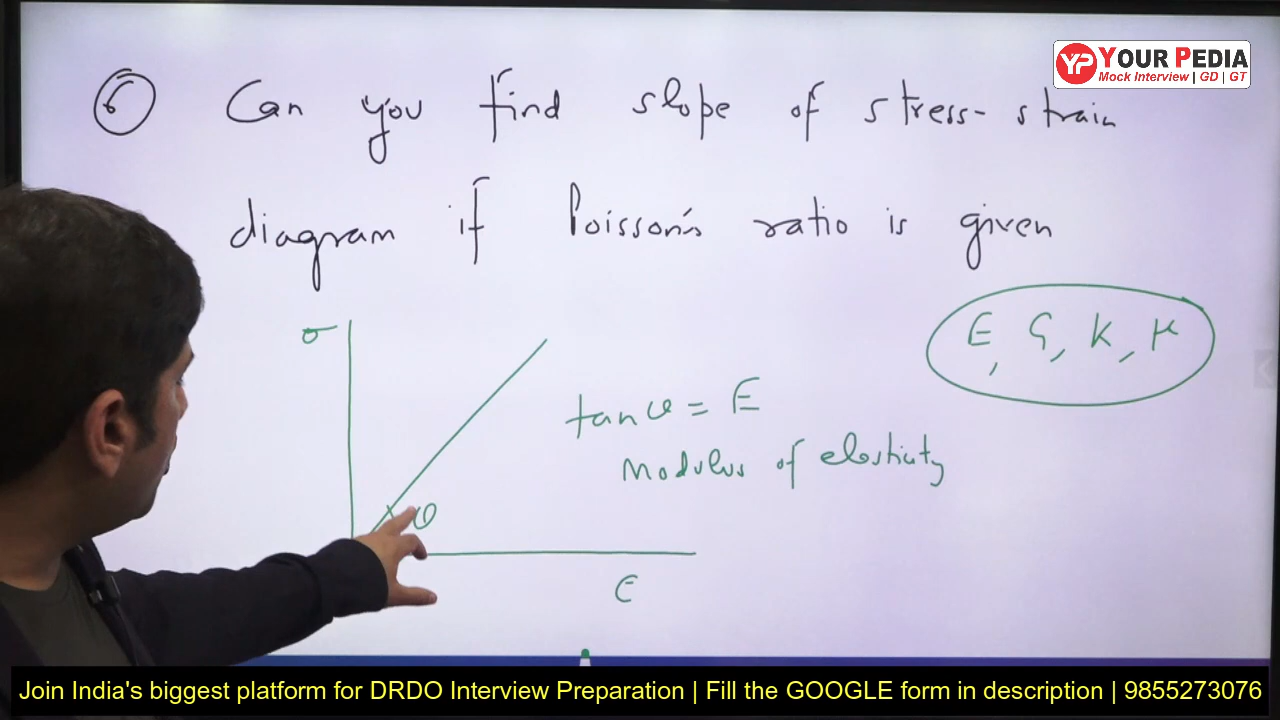 YP YOUR PEDIA
Mock Interview | GD | GT
6 Can you find slope of stress-strain
diagram if Poisson's ratio is given
E, G, K, μ
σ
tan θ = E
Modulus of elasticity
θ
ϵ
Join India's biggest platform for DRDO Interview Preparation | Fill the GOOGLE form in description | 9855273076